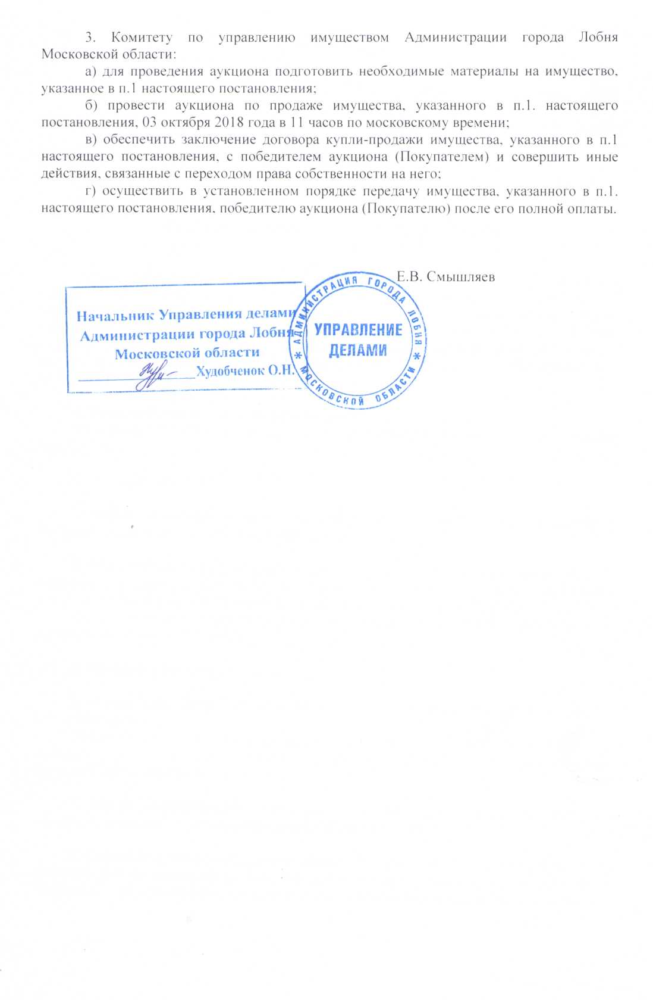 3. Комитету по управлению имуществом Администрации города Лобня
Московской области:
а) для проведения аукциона подготовить необходимые материалы на имущество,
указанное в п.1 настоящего постановления;
б) провести аукциона по продаже имущества, указанного в п.1. настоящего
постановления, 03 октября 2018 года в 11 часов по московскому времени;
в) обеспечить заключение договора купли-продажи имущества, указанного в п.1
настоящего постановления, с победителем аукциона (Покупателем) и совершить иные
действия, связанные с переходом права собственности на него;
г) осуществить в установленном порядке передачу имущества, указанного в п.1.
настоящего постановления, победителю аукциона (Покупателю) после его полной оплаты.
Е.В. Смышляев
Начальник Управления делами
Администрации города Лобня
Московской области
Худобченок О.Н.
* АДМИНИСТРАЦИЯ ГОРОДА ЛОБНЯ *
МОСКОВСКОЙ ОБЛАСТИ
УПРАВЛЕНИЕ
ДЕЛАМИ